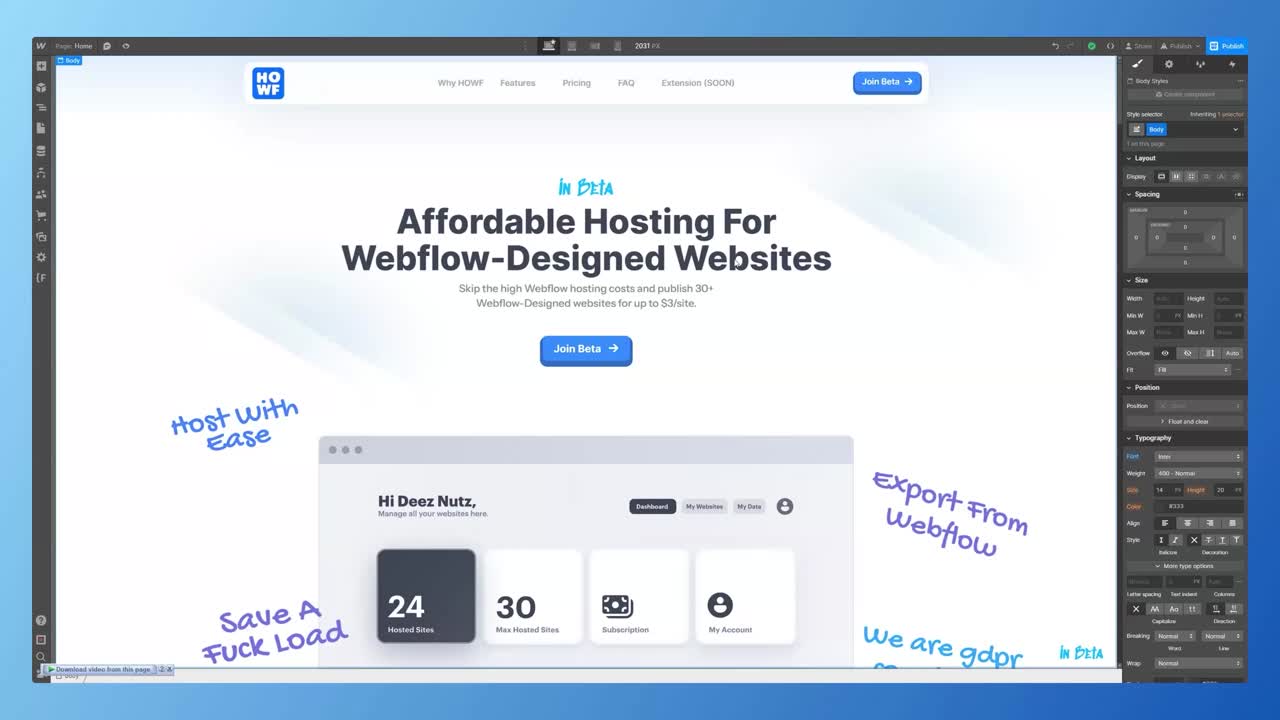 Page: Home
2031 PX
Share
Publish
Publish
Body
HO
WF
Why HOWF
Features
Pricing
FAQ
Extension (SOON)
Join Beta
In Beta
Affordable Hosting For
Webflow-Designed Websites
Skip the high Webflow hosting costs and publish 30+
Webflow-Designed websites for up to $3/site.
Join Beta
Host With
Ease
Export From
Webflow
Save A
Fuck Load
We are gdpr
In Beta
Hi Deez Nutz,
Manage all your websites here.
Dashboard
My Websites
My Data
24
Hosted Sites
30
Max Hosted Sites
Subscription
My Account
Download video from this page
Body Styles
Create component
Style selector
Inheriting 1 selector
Body
1 on this page
Layout
Display
Spacing
0
0
0
0
0
0
0
0
Size
Width
Auto
Height
Auto
Min W
0 PX
Min H
0 PX
Max W
None
Max H
None
Overflow
Auto
Fit
Fill
Position
Position
Static
Float and clear
Typography
Font
Inter
Weight
400 - Normal
Size
14 PX
Height
20 PX
Color
#333
Align
Style
Italicize
Decoration
More type options
Letter spacing
Text indent
Columns
Capitalize
Direction
Breaking
Normal
Normal
Word
Line
Wrap
Normal